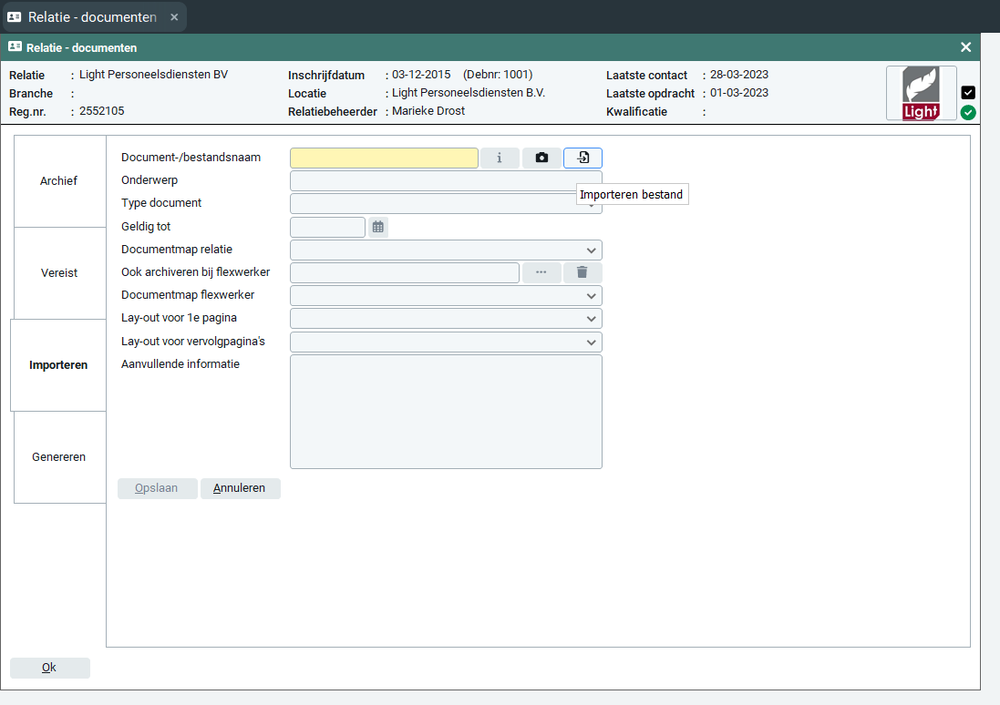 Relatie - documenten ×
Relatie - documenten ×
Relatie : Light Personeelsdiensten BV Inschrijfdatum : 03-12-2015 (Debnr: 1001) Laatste contact : 28-03-2023
Branche : Locatie : Light Personeelsdiensten B.V. Laatste opdracht : 01-03-2023
Reg.nr. : 2552105 Relatiebeheerder : Marieke Drost Kwalificatie :
Light
Archief
Vereist
Importeren
Genereren
Document-/bestandsnaam i
Onderwerp
Importeren bestand
Type document
Geldig tot
Documentmap relatie
Ook archiveren bij flexwerker ...
Documentmap flexwerker
Lay-out voor 1e pagina
Lay-out voor vervolgpagina's
Aanvullende informatie
Opslaan Annuleren
Ok